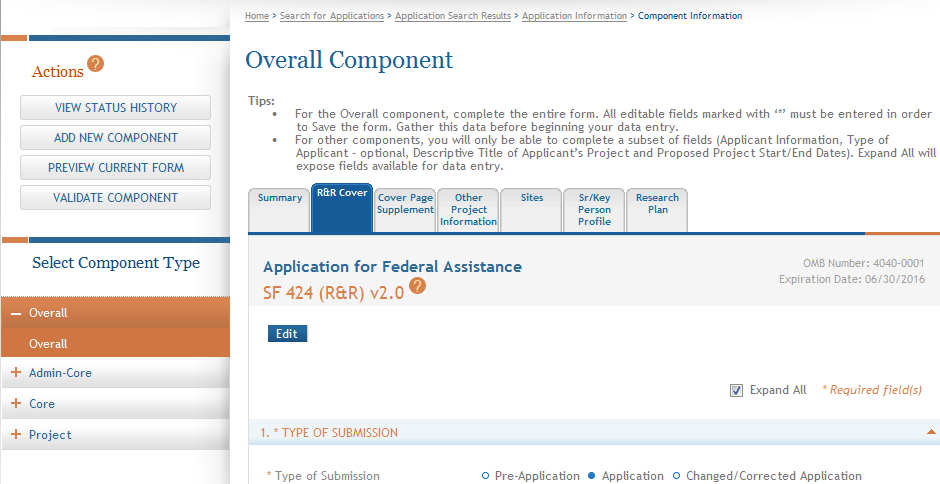 Home > Search for Applications > Application Search Results > Application Information > Component Information
Actions ?
VIEW STATUS HISTORY
ADD NEW COMPONENT
PREVIEW CURRENT FORM
VALIDATE COMPONENT
Select Component Type
Overall
Overall
Admin-Core
Core
Project
Overall Component
Tips:
• For the Overall component, complete the entire form. All editable fields marked with ‘*’ must be entered in order
to Save the form. Gather this data before beginning your data entry.
• For other components, you will only be able to complete a subset of fields (Applicant Information, Type of
Applicant - optional, Descriptive Title of Applicant’s Project and Proposed Project Start/End Dates). Expand All will
expose fields available for data entry.
Summary
R&R Cover
Cover Page
Supplement
Other
Project
Information
Sites
Sr/Key
Person
Profile
Research
Plan
Application for Federal Assistance
SF 424 (R&R) v2.0 ?
OMB Number: 4040-0001
Expiration Date: 06/30/2016
Edit
Expand All * Required field(s)
1. * TYPE OF SUBMISSION
* Type of Submission Pre-Application Application Changed/Corrected Application